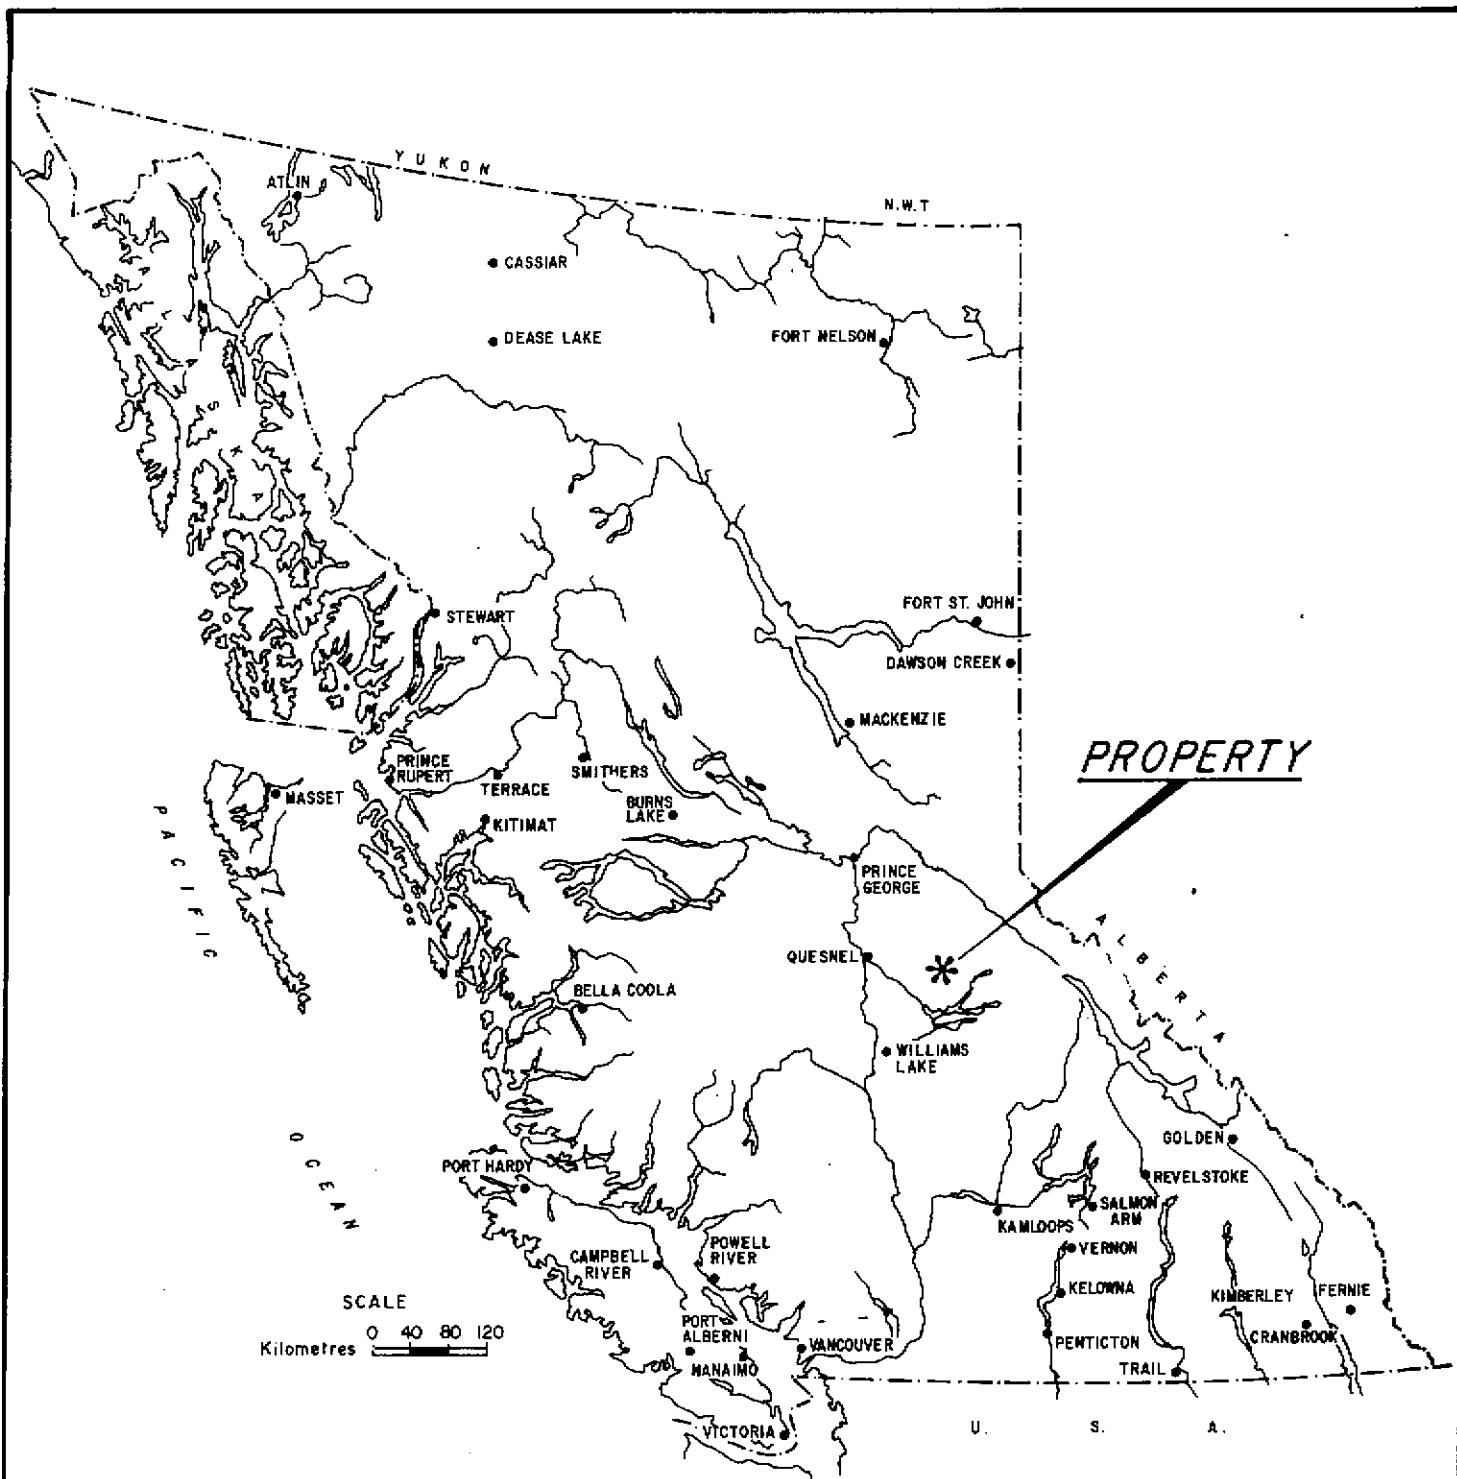 YUKON
N.W.T
ATLIN
CASSIAR
DEASE LAKE
FORT NELSON
ALASKA
STEWART
FORT ST. JOHN
DAWSON CREEK
MACKENZIE
PROPERTY
PRINCE
RUPERT
TERRACE
SMITHERS
MASSET
KITIMAT
BURNS
LAKE
PACIFIC
PRINCE
GEORGE
ALBERTA
QUESNEL
BELLA COOLA
WILLIAMS
LAKE
OCEAN
GOLDEN
PORT HARDY
REVELSTOKE
SALMON
ARM
KAMLOOPS
POWELL
RIVER
CAMPBELL
RIVER
VERNON
KELOWNA
KIMBERLEY
FERNIE
SCALE
Kilometres 0 40 80 120
PORT
ALBERNI
NANAIMO
VANCOUVER
PENTICTON
CRANBROOK
TRAIL
VICTORIA
U. S. A.